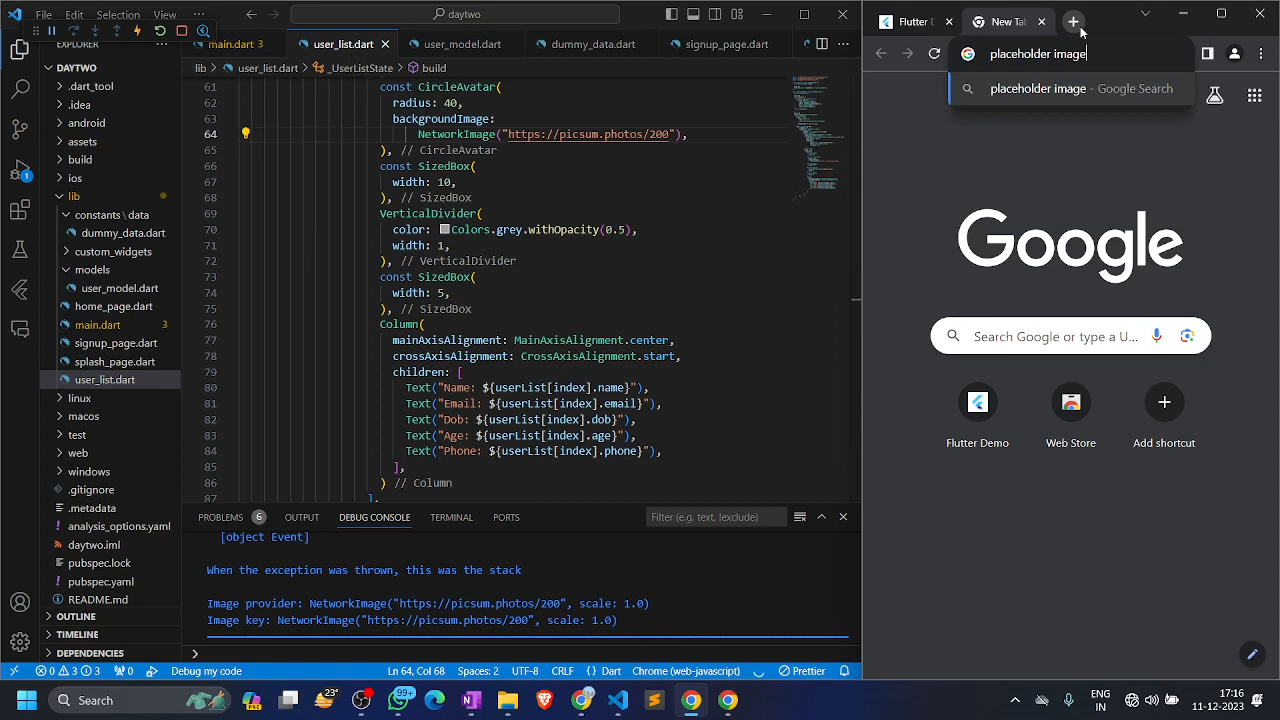 File Edit Selection View ...
daytwo
Flutter D
New Tab
EXPLORER
main.dart 3
user_list.dart
user_model.dart
dummy_data.dart
signup_page.dart
placeholder image
lib > user_list.dart > _UserListState > build
placeholder image - Google Search
DAYTWO
.dart_tool
.idea
android
assets
build
ios
lib
constants \ data
dummy_data.dart
custom_widgets
models
user_model.dart
home_page.dart
main.dart 3
signup_page.dart
splash_page.dart
user_list.dart
linux
macos
test
web
windows
.gitignore
.metadata
analysis_options.yaml
daytwo.iml
pubspec.lock
pubspec.yaml
README.md
OUTLINE
TIMELINE
DEPENDENCIES
1
61 const CircleAvatar(
62 radius: 40,
63 backgroundImage:
64 NetworkImage("https://picsum.photos/200"),
65 ), // CircleAvatar
66 const SizedBox(
67 width: 10,
68 ), // SizedBox
69 VerticalDivider(
70 color: Colors.grey.withOpacity(0.5),
71 width: 1,
72 ), // VerticalDivider
73 const SizedBox(
74 width: 5,
75 ), // SizedBox
76 Column(
77 mainAxisAlignment: MainAxisAlignment.center,
78 crossAxisAlignment: CrossAxisAlignment.start,
79 children: [
80 Text("Name: ${userList[index].name}"),
81 Text("Email: ${userList[index].email}"),
82 Text("Dob: ${userList[index].dob}"),
83 Text("Age: ${userList[index].age}"),
84 Text("Phone: ${userList[index].phone}"),
85 ],
86 ) // Column
87 ],
PROBLEMS 6 OUTPUT DEBUG CONSOLE TERMINAL PORTS
Filter (e.g. text, !exclude)
[object Event]
When the exception was thrown, this was the stack
Image provider: NetworkImage("https://picsum.photos/200", scale: 1.0)
Image key: NetworkImage("https://picsum.photos/200", scale: 1.0)
Google
Search Google or type a U...
Flutter Demo
Web Store
Add shortcut
0 3 3 0 Debug my code
Ln 64, Col 68 Spaces: 2 UTF-8 CRLF { } Dart Chrome (web-javascript) Prettier
Search
PRE
23°
99+
ENG
IN
17:16
11-12-2023